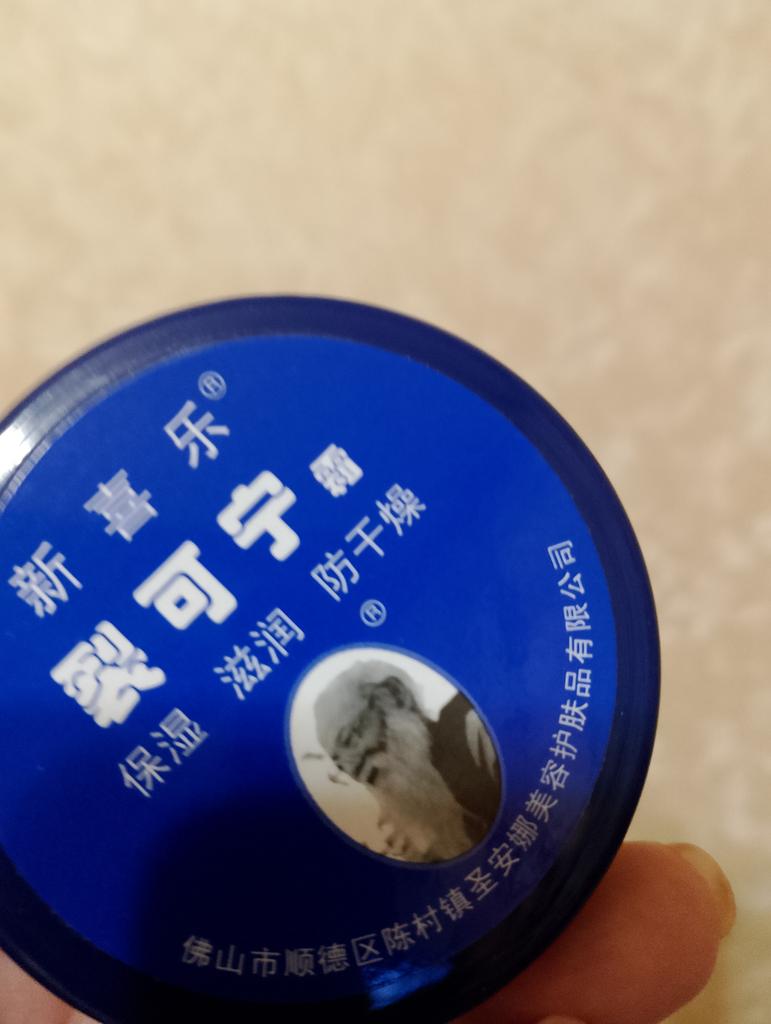 新喜乐®
裂可宁霜
保湿 滋润 防干燥
®
佛山市顺德区陈村镇圣安娜美容护肤品有限公司